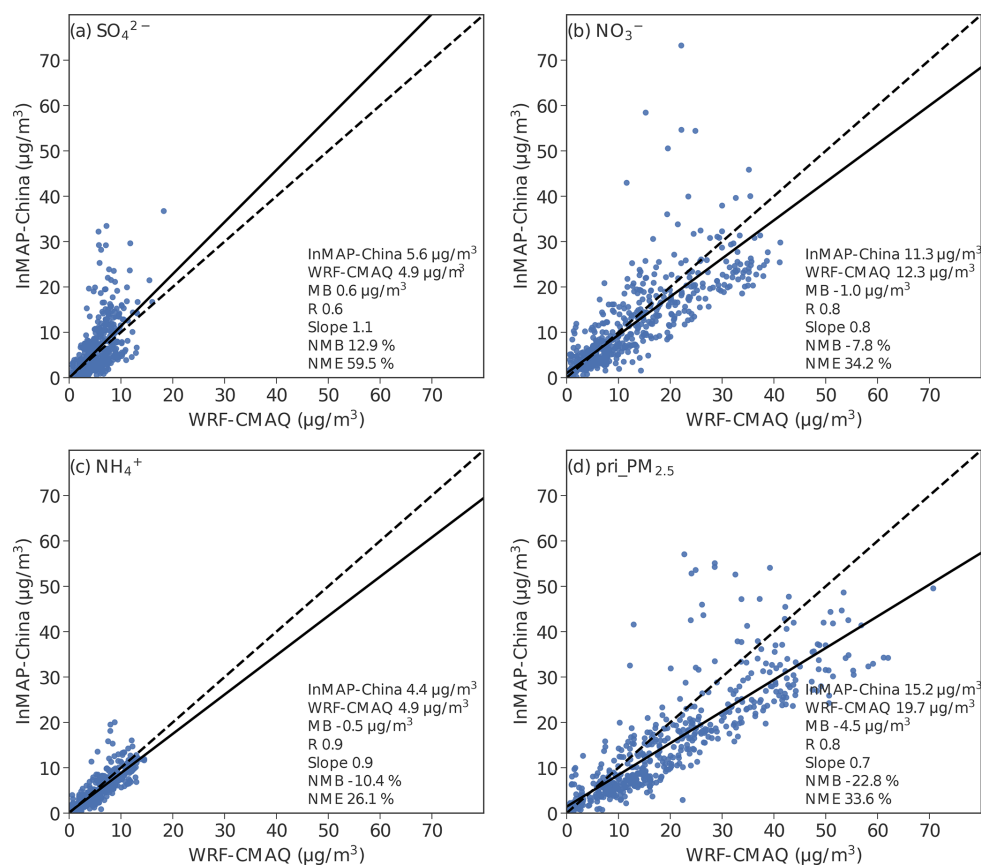 (a) SO₄²⁻
InMAP-China (μg/m³)
70
60
50
40
30
20
10
0
InMAP-China 5.6 μg/m³
WRF-CMAQ 4.9 μg/m³
MB 0.6 μg/m³
R 0.6
Slope 1.1
NMB 12.9 %
NME 59.5 %
0 10 20 30 40 50 60 70
WRF-CMAQ (μg/m³)
(b) NO₃⁻
InMAP-China (μg/m³)
70
60
50
40
30
20
10
0
InMAP-China 11.3 μg/m³
WRF-CMAQ 12.3 μg/m³
MB -1.0 μg/m³
R 0.8
Slope 0.8
NMB -7.8 %
NME 34.2 %
0 10 20 30 40 50 60 70
WRF-CMAQ (μg/m³)
(c) NH₄⁺
InMAP-China (μg/m³)
70
60
50
40
30
20
10
0
InMAP-China 4.4 μg/m³
WRF-CMAQ 4.9 μg/m³
MB -0.5 μg/m³
R 0.9
Slope 0.9
NMB -10.4 %
NME 26.1 %
0 10 20 30 40 50 60 70
WRF-CMAQ (μg/m³)
(d) pri_PM₂.₅
InMAP-China (μg/m³)
70
60
50
40
30
20
10
0
InMAP-China 15.2 μg/m³
WRF-CMAQ 19.7 μg/m³
MB -4.5 μg/m³
R 0.8
Slope 0.7
NMB -22.8 %
NME 33.6 %
0 10 20 30 40 50 60 70
WRF-CMAQ (μg/m³)